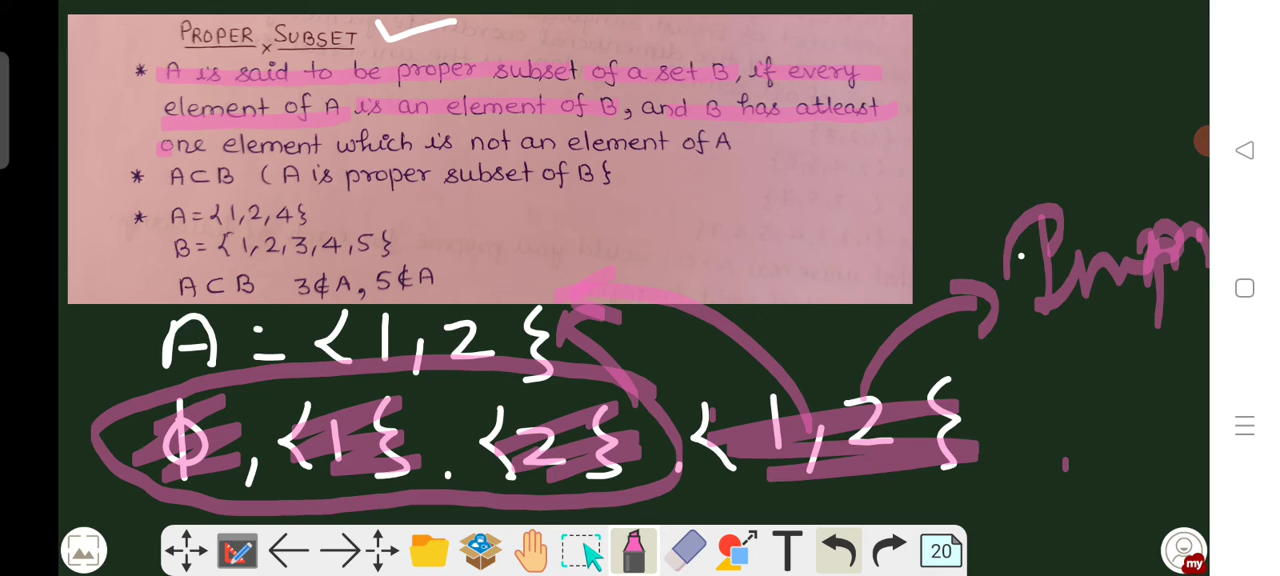 PROPER SUBSET
* A is said to be proper subset of a set B, if every
element of A is an element of B, and B has atleast
one element which is not an element of A
* A⊂B ( A is proper subset of B}
* A = {1, 2, 4}
B = { 1, 2, 3, 4, 5 }
A ⊂ B 3∉A, 5∉A
Imp
A = {1, 2}
ϕ, {1}. {2} {1, 2}
T 20
my